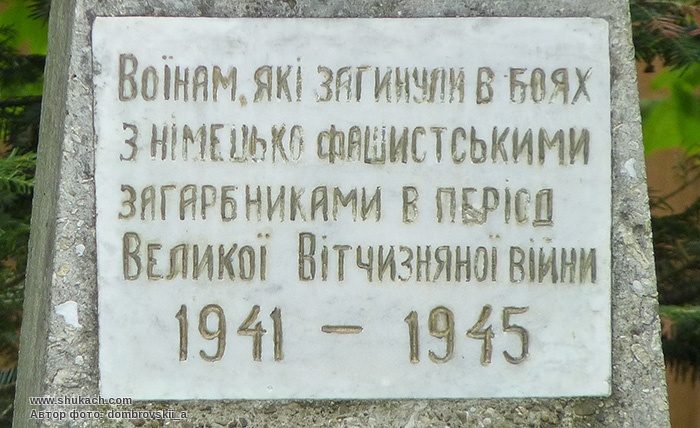 Воїнам, які загинули в боях
з німецько фашистськими
загарбниками в період
Великої Вітчизняної війни
1941 – 1945
www.shukach.com
Автор фото- dombrovskii_a